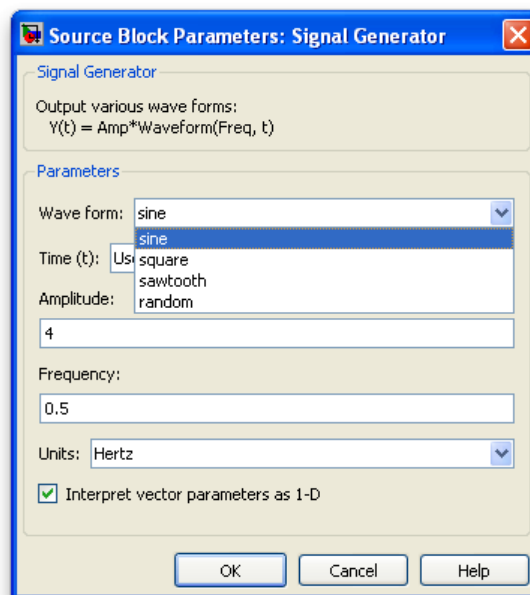 Source Block Parameters: Signal Generator
Signal Generator
Output various wave forms:
Y(t) = Amp*Waveform(Freq, t)
Parameters
Wave form: sine
sine
square
sawtooth
random
Time (t):
Amplitude:
4
Frequency:
0.5
Units: Hertz
Interpret vector parameters as 1-D
OK Cancel Help